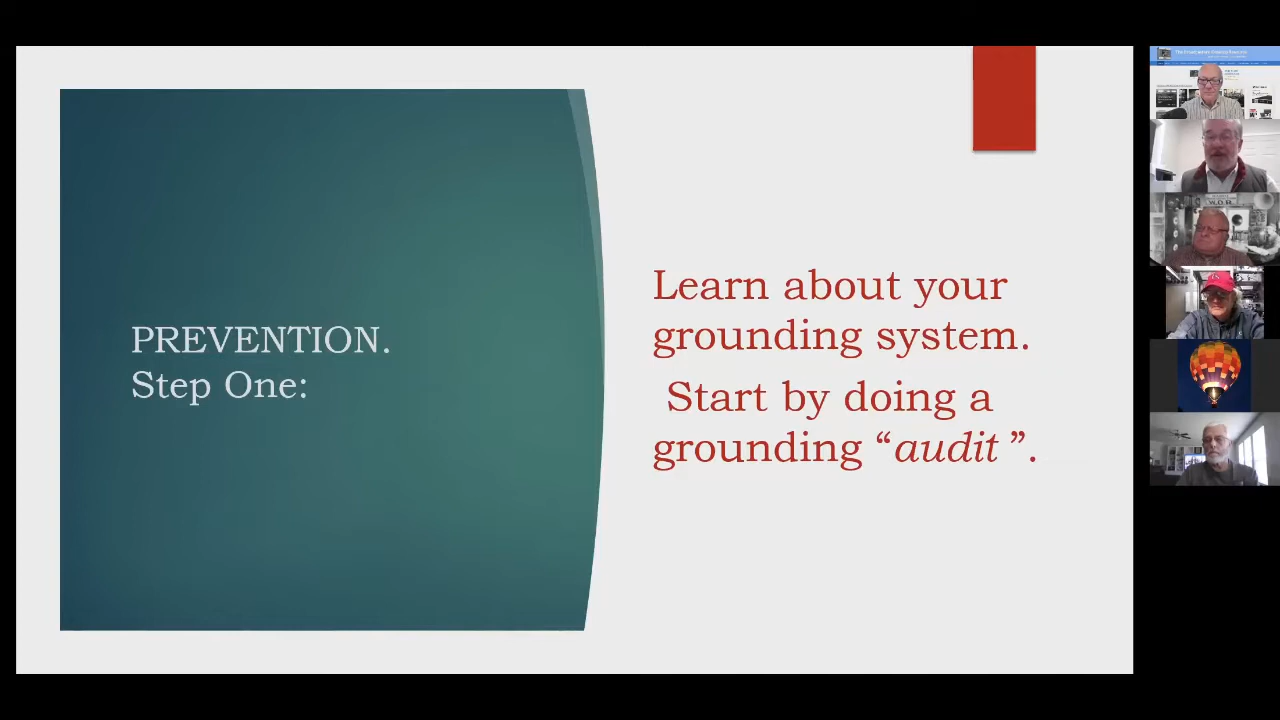 PREVENTION.
Step One:
Learn about your
grounding system.
Start by doing a
grounding “audit ”.